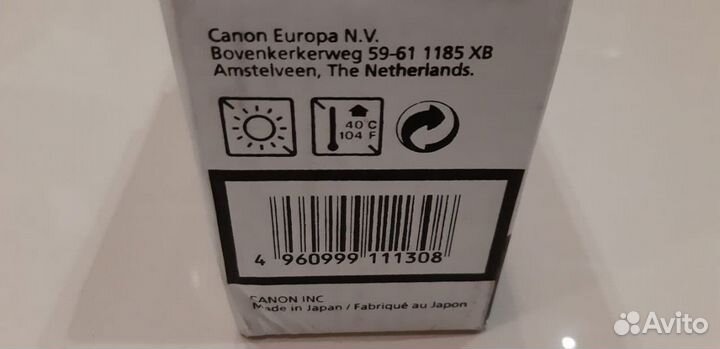 Canon Europa N.V.
Bovenkerkerweg 59-61 1185 XB
Amstelveen, The Netherlands.
40°C
104 F
4 960999 111308
CANON INC
Made in Japan / Fabriqué au Japon
Avito